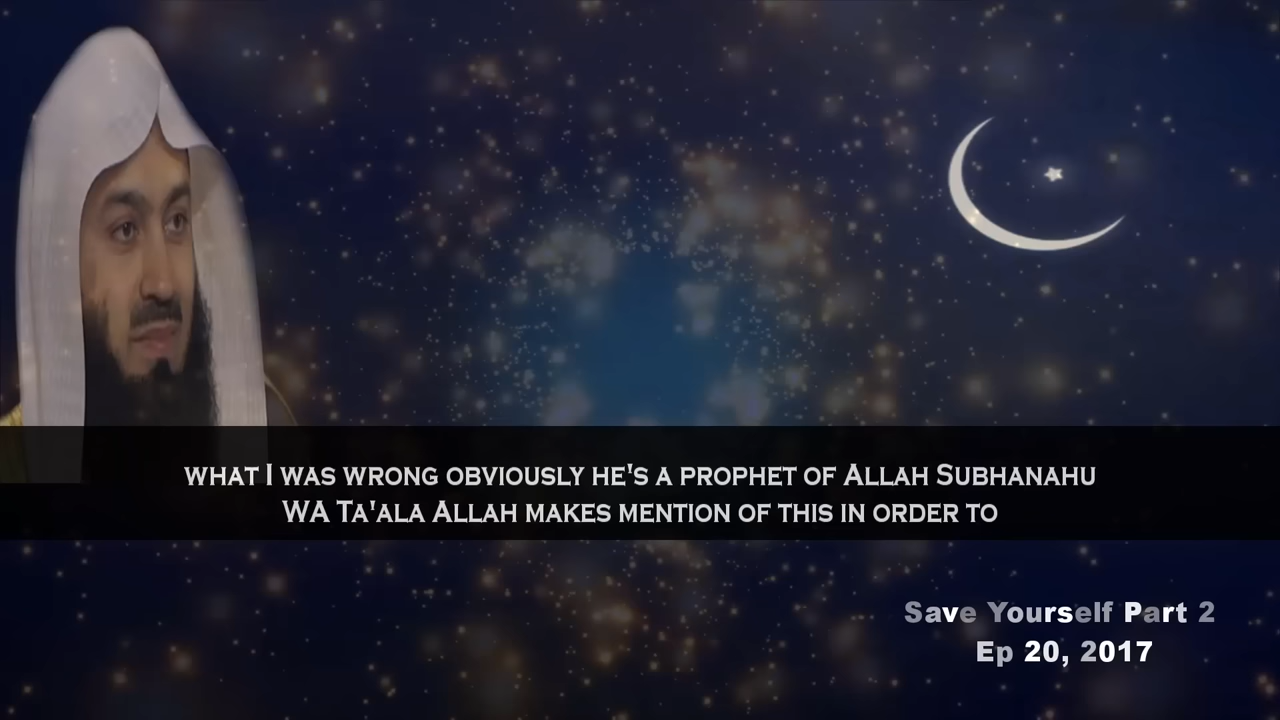 what I was wrong obviously he's a prophet of Allah Subhanahu
wa Ta'ala Allah makes mention of this in order to
Save Yourself Part 2
Ep 20, 2017